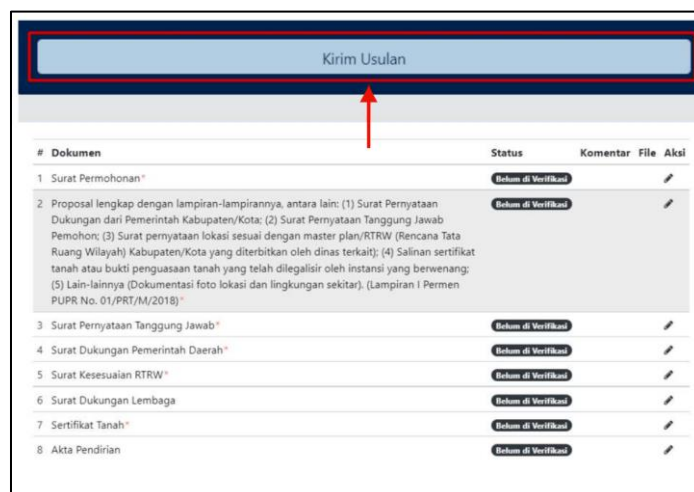 Kirim Usulan
# Dokumen Status Komentar File Aksi
1 Surat Permohonan* Belum di Verifikasi
2 Proposal lengkap dengan lampiran-lampirannya, antara lain: (1) Surat Pernyataan Belum di Verifikasi
Dukungan dari Pemerintah Kabupaten/Kota; (2) Surat Pernyataan Tanggung Jawab
Pemohon; (3) Surat pernyataan lokasi sesuai dengan master plan/RTRW (Rencana Tata
Ruang Wilayah) Kabupaten/Kota yang diterbitkan oleh dinas terkait); (4) Salinan sertifikat
tanah atau bukti penguasaan tanah yang telah dilegalisir oleh instansi yang berwenang;
(5) Lain-lainnya (Dokumentasi foto lokasi dan lingkungan sekitar). (Lampiran I Permen
PUPR No. 01/PRT/M/2018)*
3 Surat Pernyataan Tanggung Jawab* Belum di Verifikasi
4 Surat Dukungan Pemerintah Daerah* Belum di Verifikasi
5 Surat Kesesuaian RTRW* Belum di Verifikasi
6 Surat Dukungan Lembaga Belum di Verifikasi
7 Sertifikat Tanah* Belum di Verifikasi
8 Akta Pendirian Belum di Verifikasi